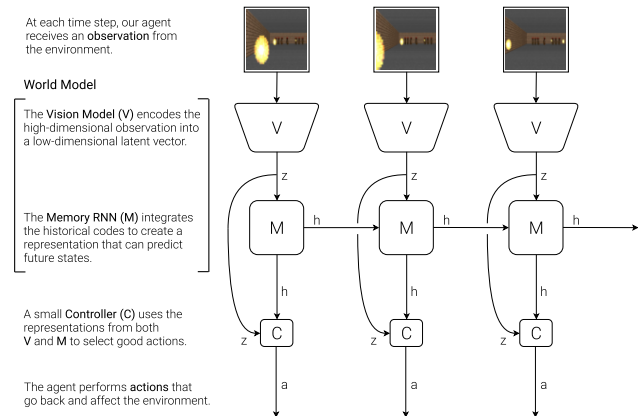 At each time step, our agent
receives an observation from
the environment.
World Model
The Vision Model (V) encodes the
high-dimensional observation into
a low-dimensional latent vector.
V V V
z z z
The Memory RNN (M) integrates
the historical codes to create a
representation that can predict
future states.
M h M h M h
h h h
A small Controller (C) uses the
representations from both
V and M to select good actions.
C C C
z z z
The agent performs actions that
go back and affect the environment.
a a a